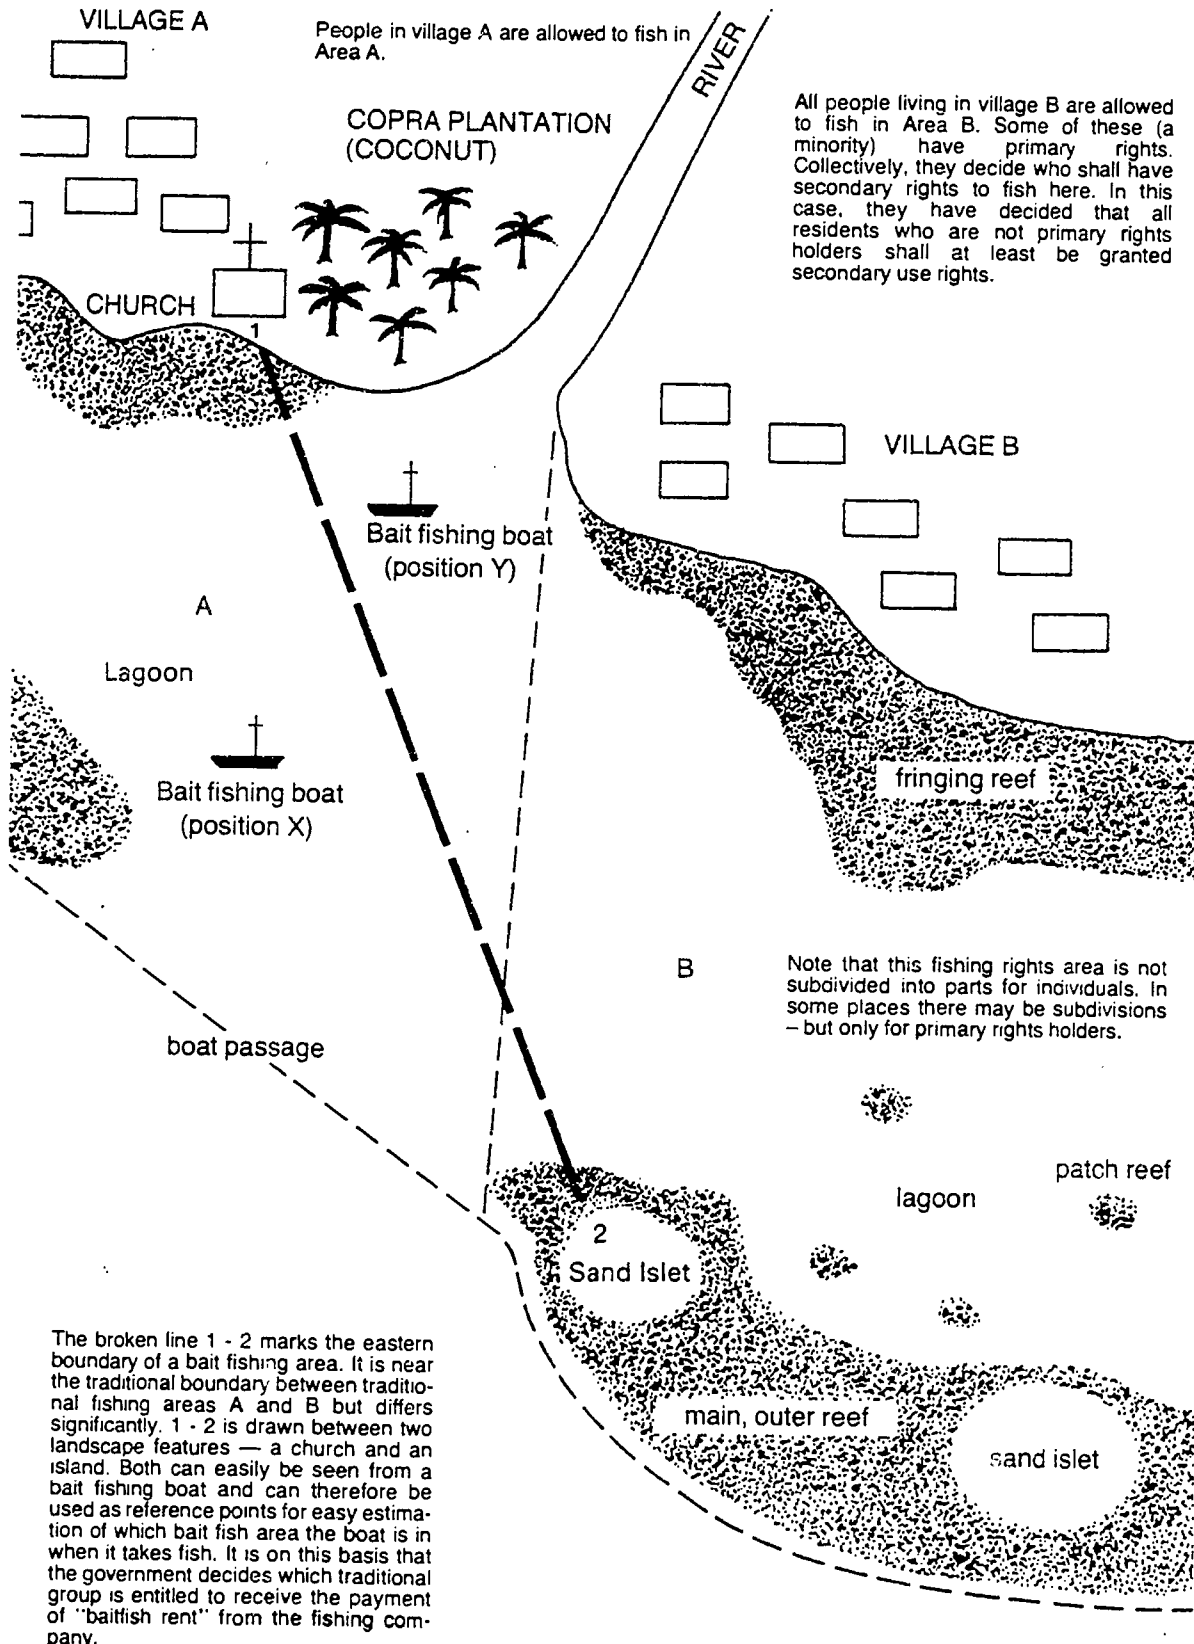 VILLAGE A
People in village A are allowed to fish in
Area A.
RIVER
COPRA PLANTATION
(COCONUT)
All people living in village B are allowed
to fish in Area B. Some of these (a
minority) have primary rights.
Collectively, they decide who shall have
secondary rights to fish here. In this
case, they have decided that all
residents who are not primary rights
holders shall at least be granted
secondary use rights.
CHURCH
1
VILLAGE B
Bait fishing boat
(position Y)
A
Lagoon
Bait fishing boat
(position X)
fringing reef
B
Note that this fishing rights area is not
subdivided into parts for individuals. In
some places there may be subdivisions
– but only for primary rights holders.
boat passage
patch reef
lagoon
2
Sand Islet
main, outer reef
sand islet
The broken line 1 - 2 marks the eastern
boundary of a bait fishing area. It is near
the traditional boundary between traditio-
nal fishing areas A and B but differs
significantly. 1 - 2 is drawn between two
landscape features — a church and an
island. Both can easily be seen from a
bait fishing boat and can therefore be
used as reference points for easy estima-
tion of which bait fish area the boat is in
when it takes fish. It is on this basis that
the government decides which traditional
group is entitled to receive the payment
of "baitfish rent" from the fishing com-
pany.